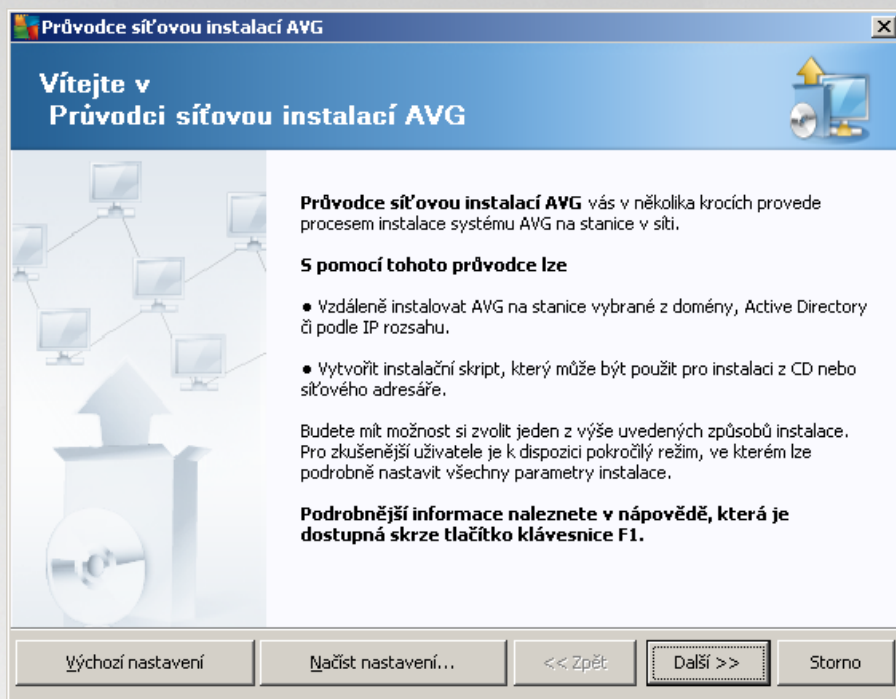 Průvodce síťovou instalací AVG
Vítejte v
Průvodci síťovou instalací AVG
Průvodce síťovou instalací AVG vás v několika krocích provede
procesem instalace systému AVG na stanice v síti.
S pomocí tohoto průvodce lze
● Vzdáleně instalovat AVG na stanice vybrané z domény, Active Directory
či podle IP rozsahu.
● Vytvořit instalační skript, který může být použit pro instalaci z CD nebo
síťového adresáře.
Budete mít možnost si zvolit jeden z výše uvedených způsobů instalace.
Pro zkušenější uživatele je k dispozici pokročilý režim, ve kterém lze
podrobně nastavit všechny parametry instalace.
Podrobnější informace naleznete v nápovědě, která je
dostupná skrze tlačítko klávesnice F1.
Výchozí nastavení
Načíst nastavení...
<< Zpět
Další >>
Storno